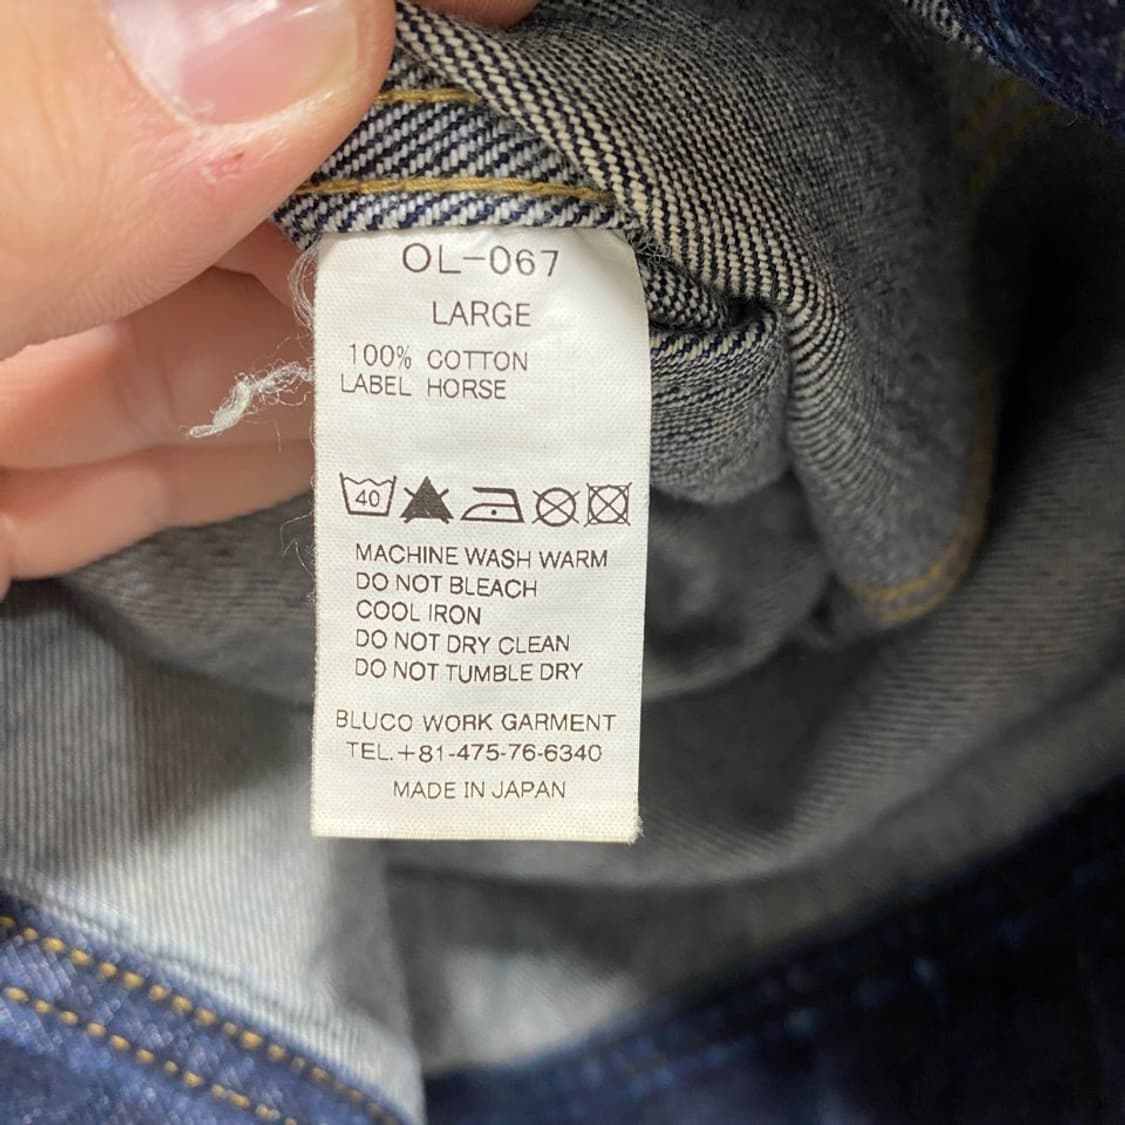 OL-067
LARGE
100% COTTON
LABEL HORSE
40
MACHINE WASH WARM
DO NOT BLEACH
COOL IRON
DO NOT DRY CLEAN
DO NOT TUMBLE DRY
BLUCO WORK GARMENT
TEL.+81-475-76-6340
MADE IN JAPAN